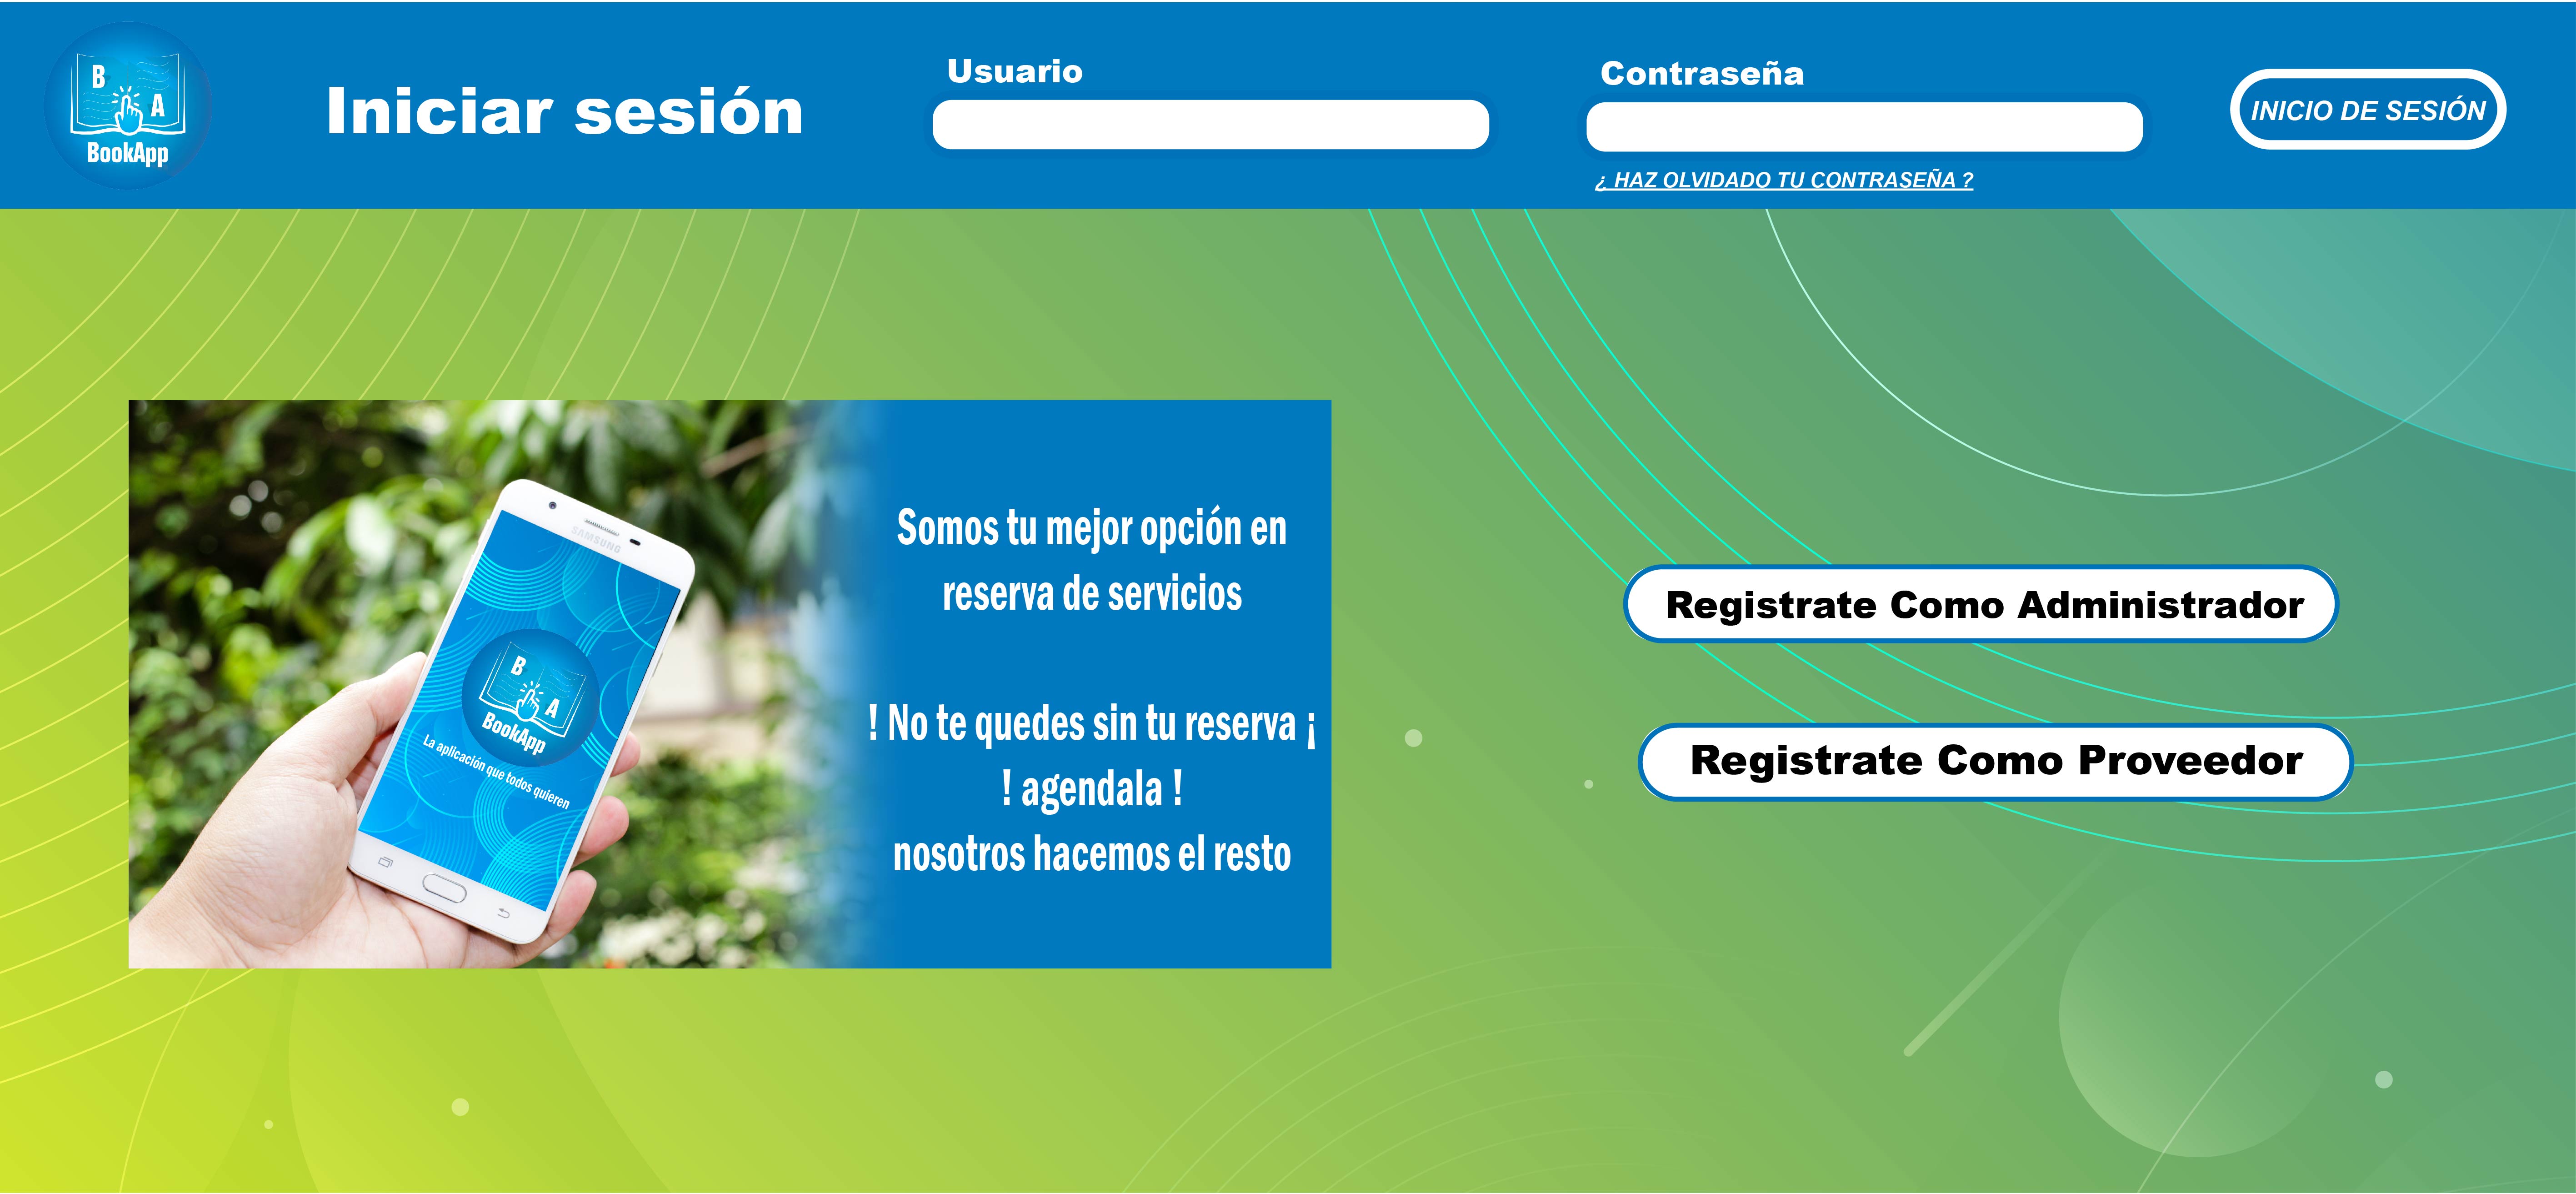 B
A
BookApp
Iniciar sesión
Usuario
Contraseña
¿ HAZ OLVIDADO TU CONTRASEÑA ?
INICIO DE SESIÓN
SAMSUNG
B
A
BookApp
La aplicación que todos quieren
Somos tu mejor opción en
reserva de servicios
! No te quedes sin tu reserva ¡
! agendala !
nosotros hacemos el resto
Registrate Como Administrador
Registrate Como Proveedor